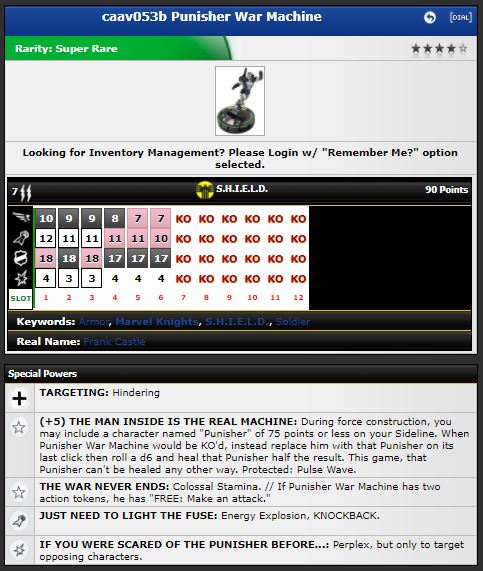 caav053b Punisher War Machine
[DIAL]
Rarity: Super Rare
Looking for Inventory Management? Please Login w/ "Remember Me?" option
selected.
7 S.H.I.E.L.D. 90 Points
10 9 9 8 7 7 KO KO KO KO KO KO
12 11 11 11 11 10 KO KO KO KO KO KO
18 18 18 17 17 17 KO KO KO KO KO KO
4 3 3 4 4 4 KO KO KO KO KO KO
SLOT 1 2 3 4 5 6 7 8 9 10 11 12
Keywords: Armor, Marvel Knights, S.H.I.E.L.D., Soldier
Real Name: Frank Castle
Special Powers
TARGETING: Hindering
(+5) THE MAN INSIDE IS THE REAL MACHINE: During force construction, you
may include a character named "Punisher" of 75 points or less on your Sideline. When
Punisher War Machine would be KO'd, instead replace him with that Punisher on its
last click then roll a d6 and heal that Punisher half the result. This game, that
Punisher can't be healed any other way. Protected: Pulse Wave.
THE WAR NEVER ENDS: Colossal Stamina. // If Punisher War Machine has two
action tokens, he has "FREE: Make an attack."
JUST NEED TO LIGHT THE FUSE: Energy Explosion, KNOCKBACK.
IF YOU WERE SCARED OF THE PUNISHER BEFORE...: Perplex, but only to target
opposing characters.